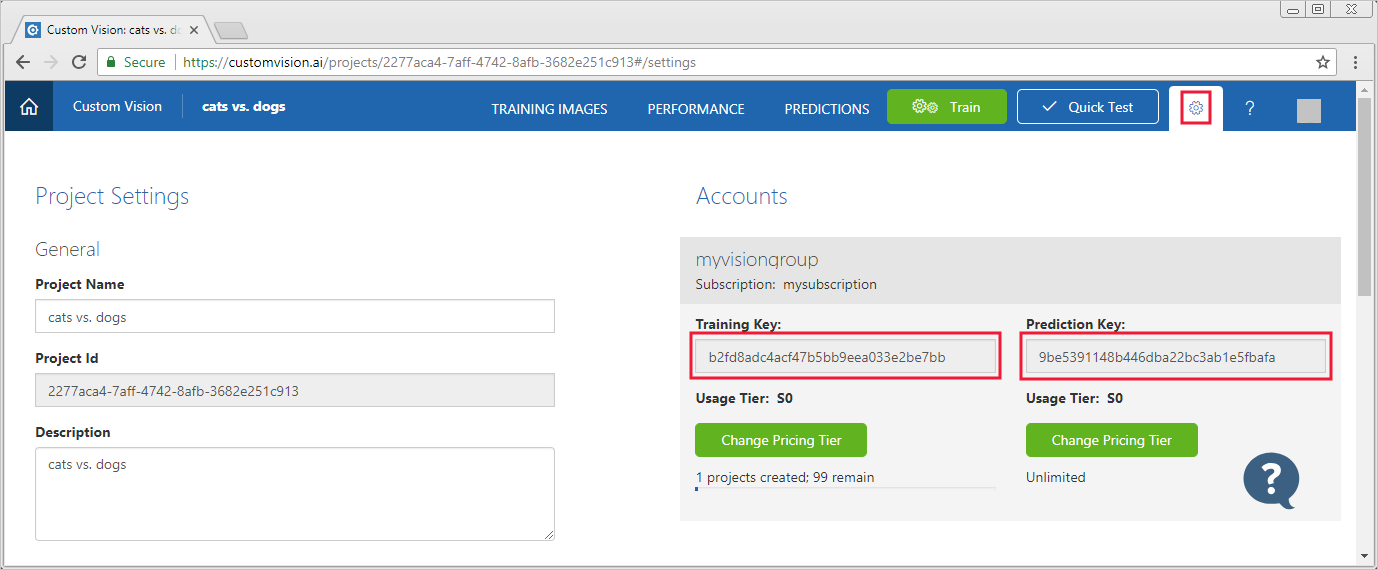 Custom Vision: cats vs. do
Secure https://customvision.ai/projects/2277aca4-7aff-4742-8afb-3682e251c913#/settings
Custom Vision cats vs. dogs TRAINING IMAGES PERFORMANCE PREDICTIONS Train Quick Test ?
Project Settings
General
Project Name
cats vs. dogs
Project Id
2277aca4-7aff-4742-8afb-3682e251c913
Description
cats vs. dogs
Accounts
myvisiongroup
Subscription: mysubscription
Training Key: Prediction Key:
b2fd8adc4acf47b5bb9eea033e2be7bb 9be5391148b446dba22bc3ab1e5fbafa
Usage Tier: S0 Usage Tier: S0
Change Pricing Tier Change Pricing Tier
1 projects created; 99 remain Unlimited
?